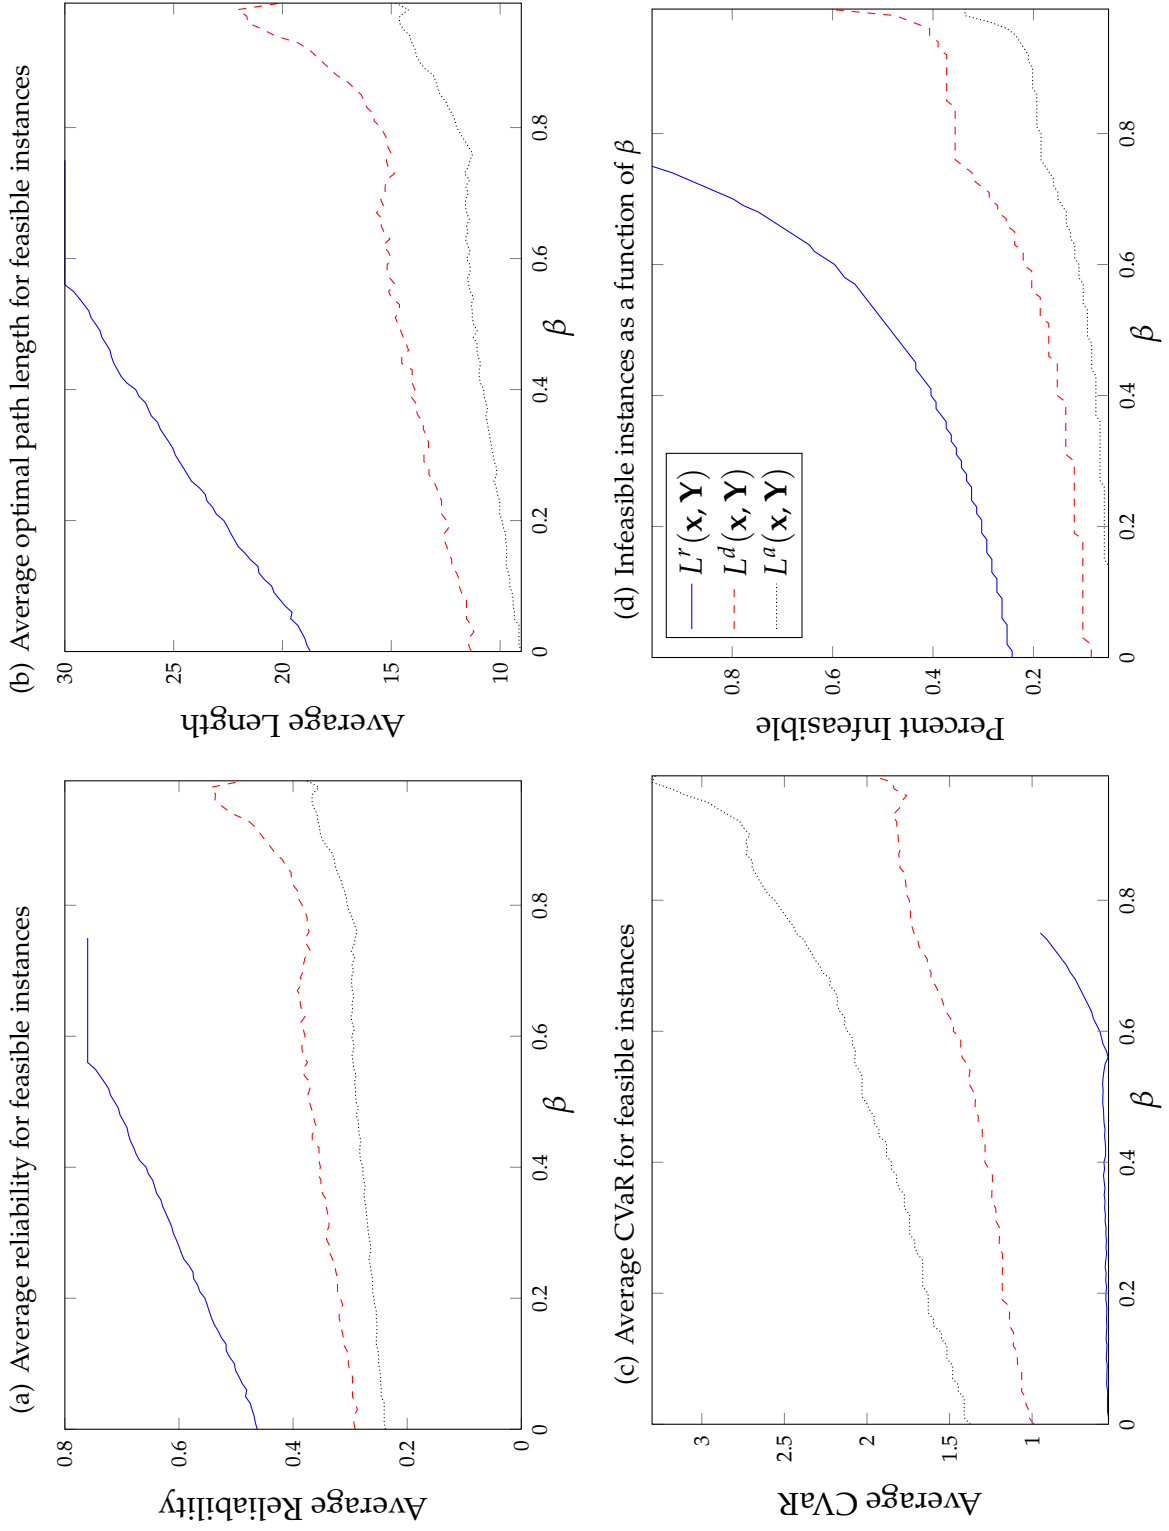 (a) Average reliability for feasible instances
Average Reliability
0.8
0.6
0.4
0.2
0
0
0.2
0.4
0.6
0.8
β
(b) Average optimal path length for feasible instances
Average Length
30
25
20
15
10
0
0.2
0.4
0.6
0.8
β
(c) Average CVaR for feasible instances
Average CVaR
3
2.5
2
1.5
1
0
0.2
0.4
0.6
0.8
β
(d) Infeasible instances as a function of β
Percent Infeasible
0.8
0.6
0.4
0.2
0
0.2
0.4
0.6
0.8
β
L^r(x, Y)
L^d(x, Y)
L^a(x, Y)